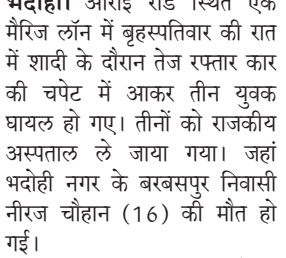 भदोही। औराई रोड स्थित एक
मैरिज लॉन में बृहस्पतिवार की रात
में शादी के दौरान तेज रफ्तार कार
की चपेट में आकर तीन युवक
घायल हो गए। तीनों को राजकीय
अस्पताल ले जाया गया। जहां
भदोही नगर के बरबसपुर निवासी
नीरज चौहान (16) की मौत हो
गई।